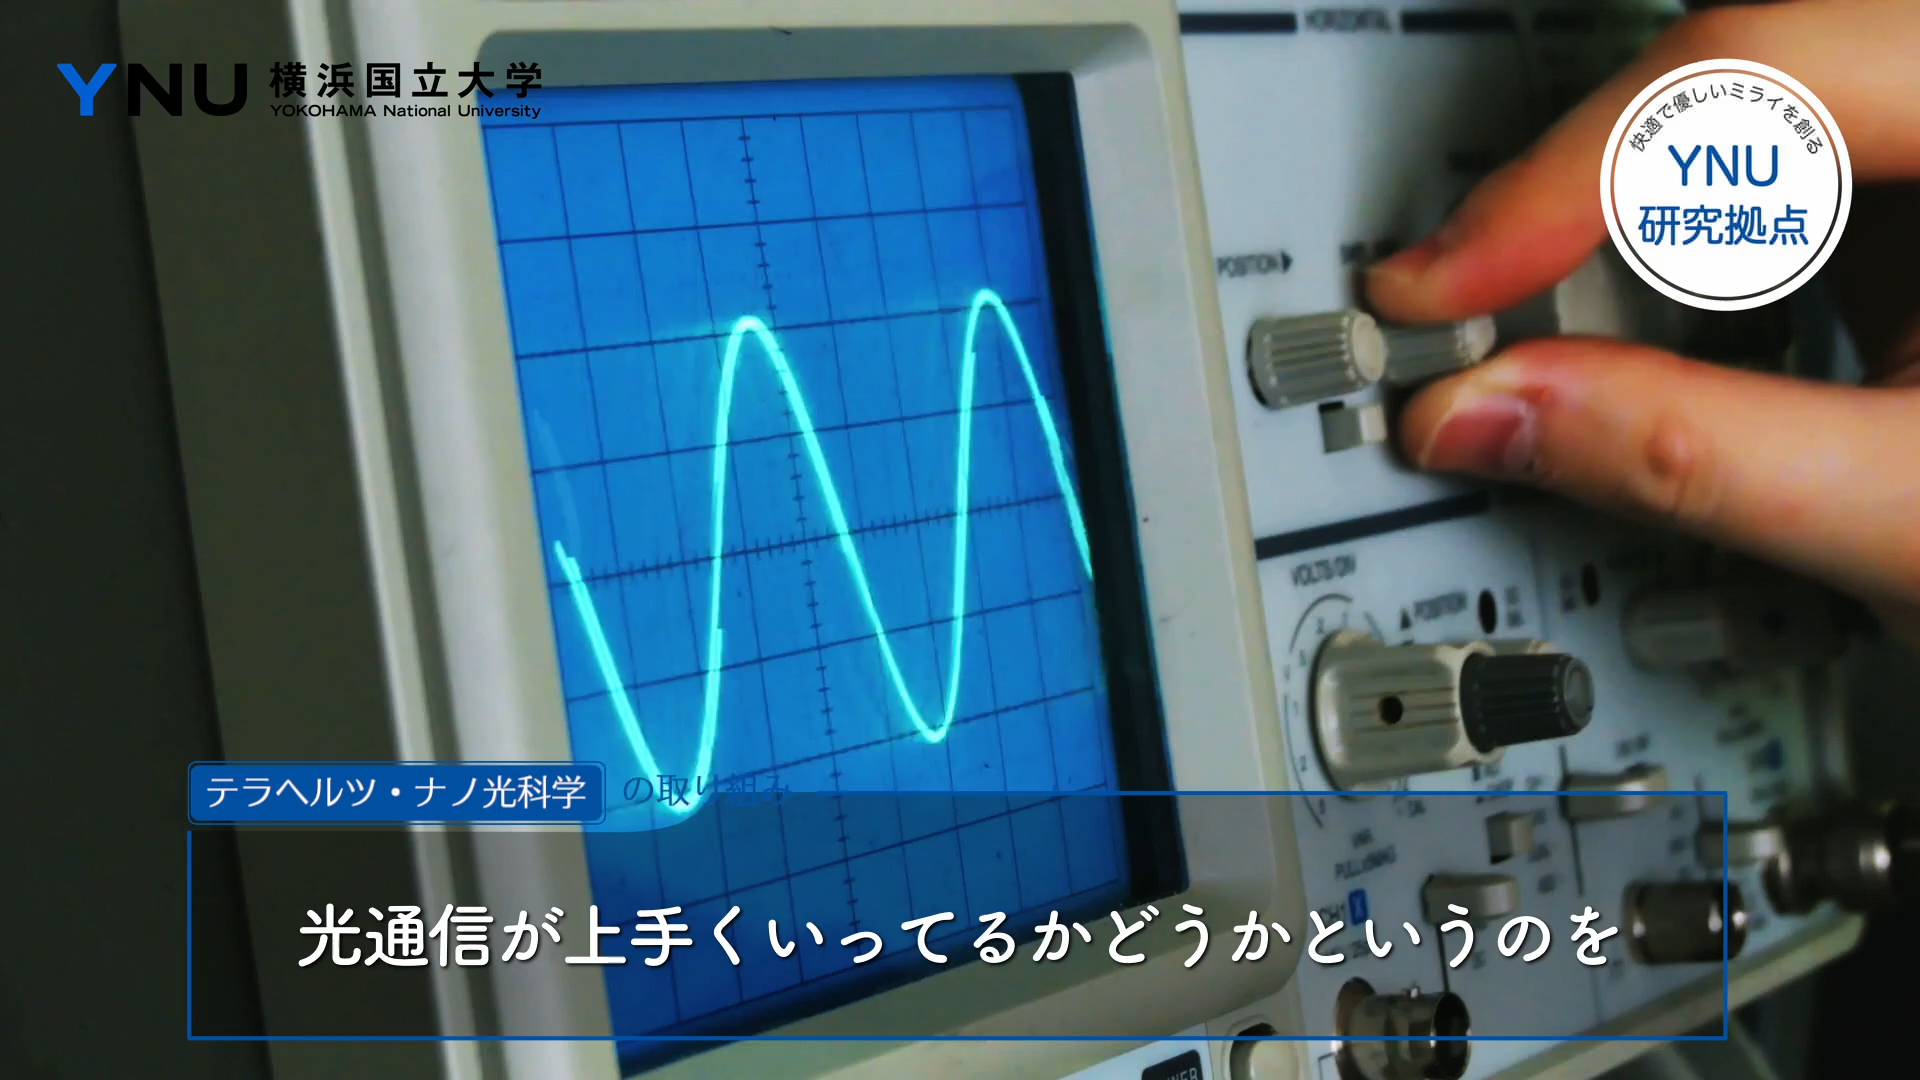 YNU 横浜国立大学
YOKOHAMA National University
快適で優しいミライを創る
YNU
研究拠点
HORIZONTAL
POSITION
VOLTS/DIV
POSITION
CH1 X
テラヘルツ・ナノ光科学 の取り組み
光通信が上手くいってるかどうかというのを